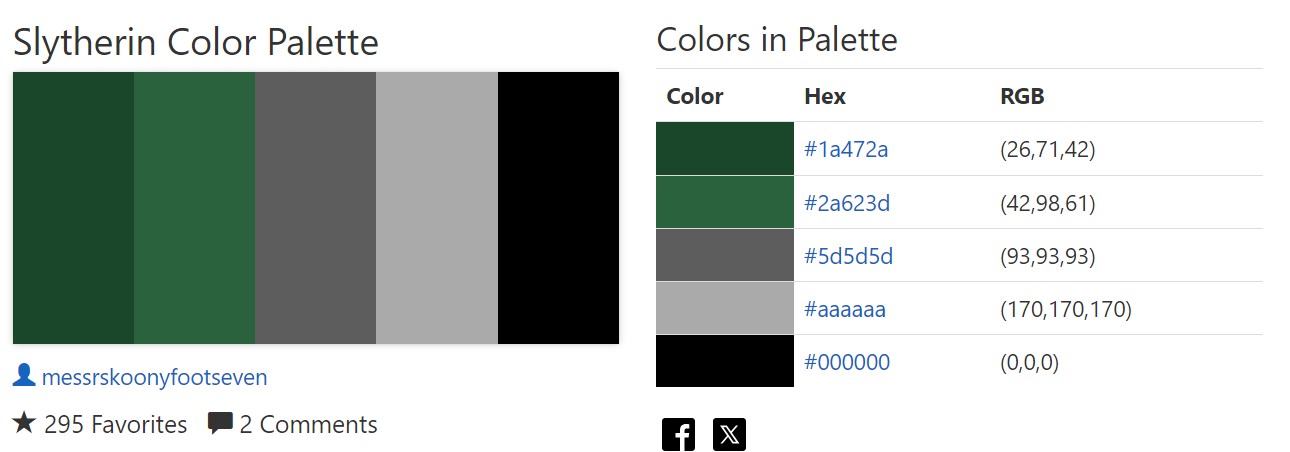 Slytherin Color Palette
messrskoonyfootseven
295 Favorites 2 Comments
Colors in Palette
Color Hex RGB
#1a472a (26,71,42)
#2a623d (42,98,61)
#5d5d5d (93,93,93)
#aaaaaa (170,170,170)
#000000 (0,0,0)